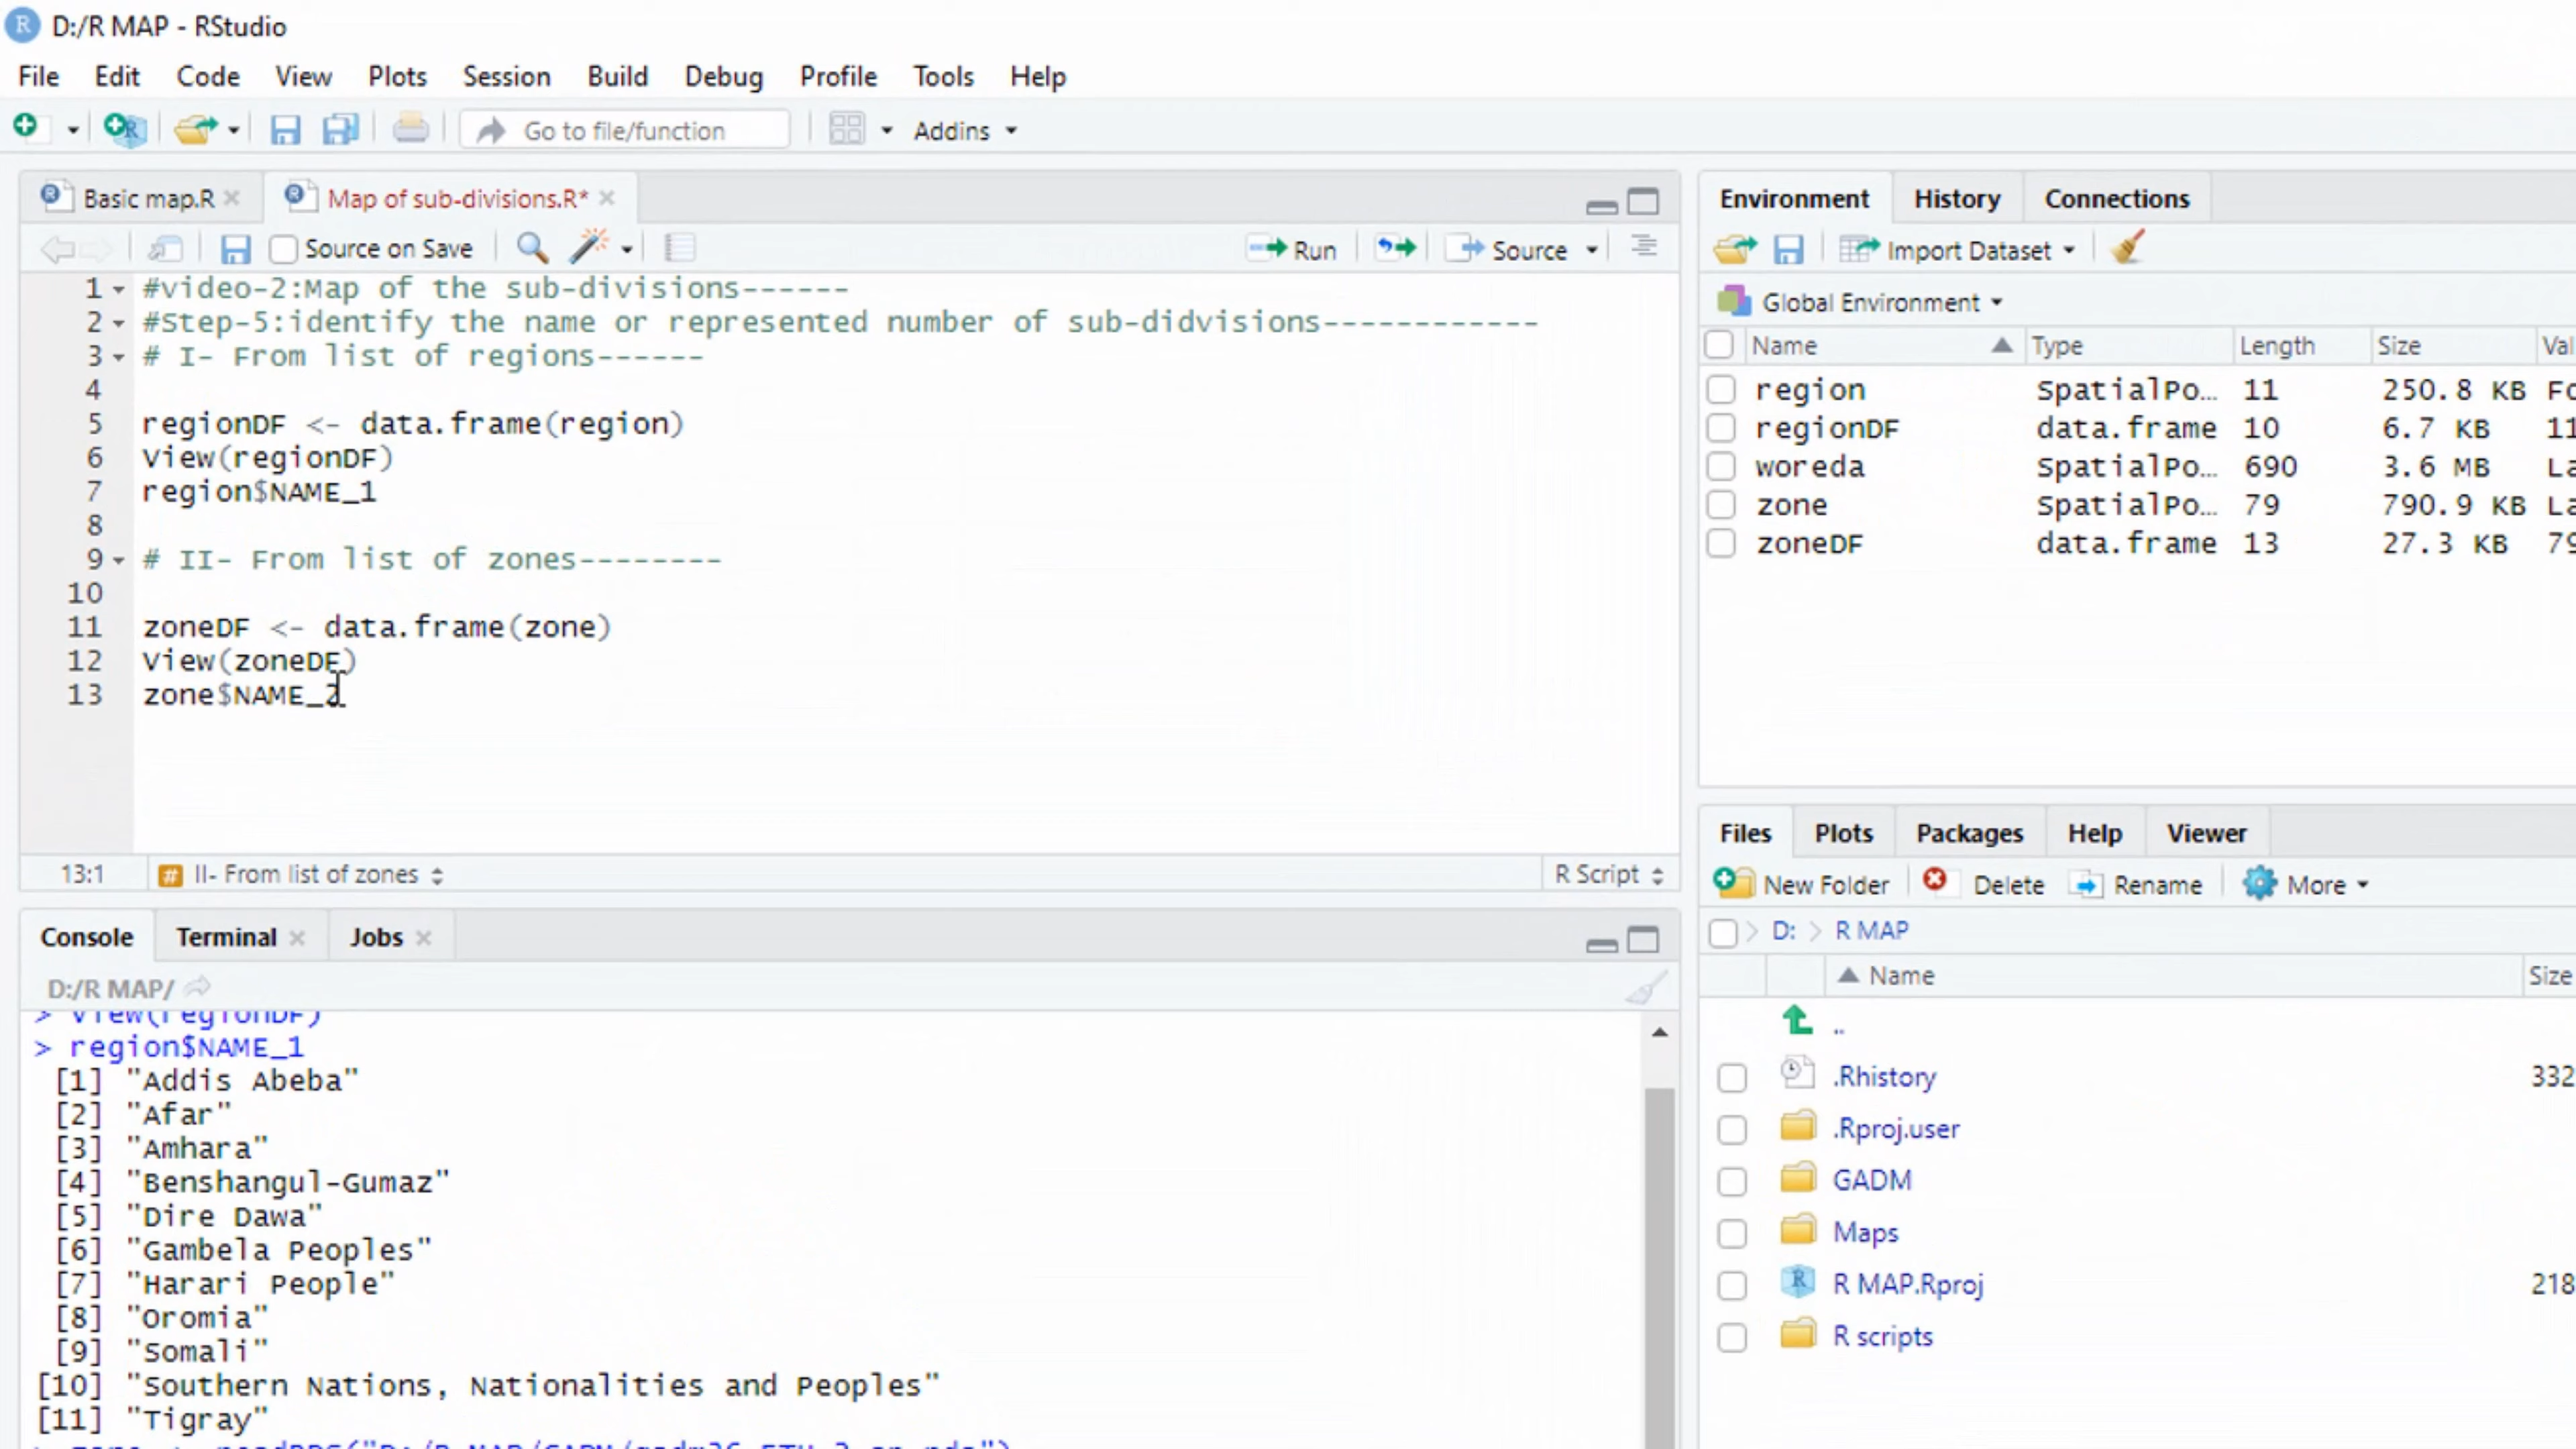 D:/R MAP - RStudio
File Edit Code View Plots Session Build Debug Profile Tools Help
Go to file/function Addins
Basic map.R Map of sub-divisions.R*
Source on Save Run Source
1 #video-2:Map of the sub-divisions------
2 #Step-5:identify the name or represented number of sub-didvisions------------
3 # I- From list of regions------
4
5 regionDF <- data.frame(region)
6 View(regionDF)
7 region$NAME_1
8
9 # II- From list of zones--------
10
11 zoneDF <- data.frame(zone)
12 View(zoneDF)
13 zone$NAME_2
13:1 # II- From list of zones R Script
Console Terminal Jobs
D:/R MAP/
> View(regionDF)
> region$NAME_1
[1] "Addis Abeba"
[2] "Afar"
[3] "Amhara"
[4] "Benshangul-Gumaz"
[5] "Dire Dawa"
[6] "Gambela Peoples"
[7] "Harari People"
[8] "Oromia"
[9] "Somali"
[10] "Southern Nations, Nationalities and Peoples"
[11] "Tigray"
Environment History Connections
Import Dataset
Global Environment
Name Type Length Size
region SpatialPo… 11 250.8 KB
regionDF data.frame 10 6.7 KB
woreda SpatialPo… 690 3.6 MB
zone SpatialPo… 79 790.9 KB
zoneDF data.frame 13 27.3 KB
Files Plots Packages Help Viewer
New Folder Delete Rename More
D: R MAP
Name Size
..
.Rhistory 332
.Rproj.user
GADM
Maps
R MAP.Rproj 218
R scripts